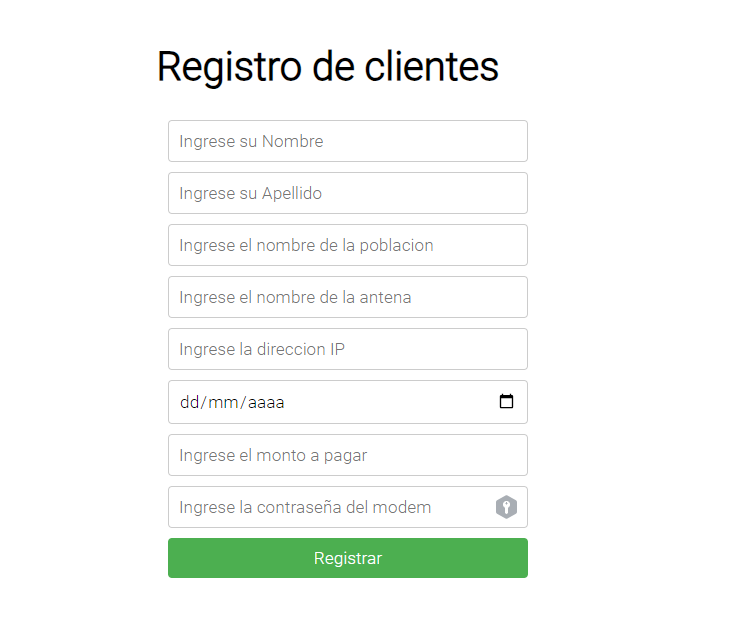 Registro de clientes
Ingrese su Nombre
Ingrese su Apellido
Ingrese el nombre de la poblacion
Ingrese el nombre de la antena
Ingrese la direccion IP
dd/mm/aaaa
Ingrese el monto a pagar
Ingrese la contraseña del modem
Registrar